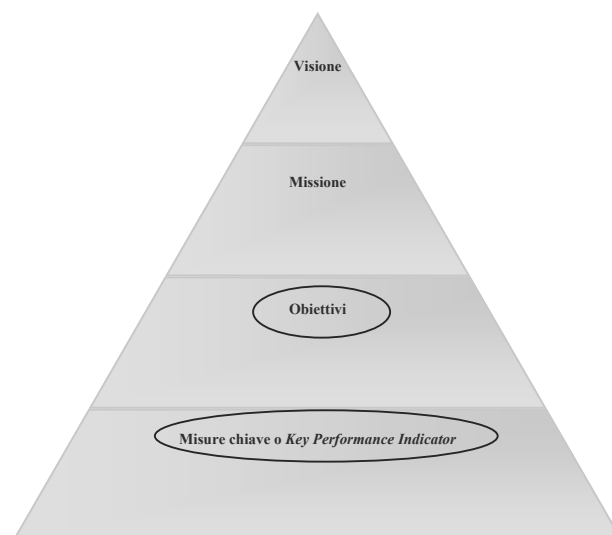 Visione
Missione
Obiettivi
Misure chiave o Key Performance Indicator